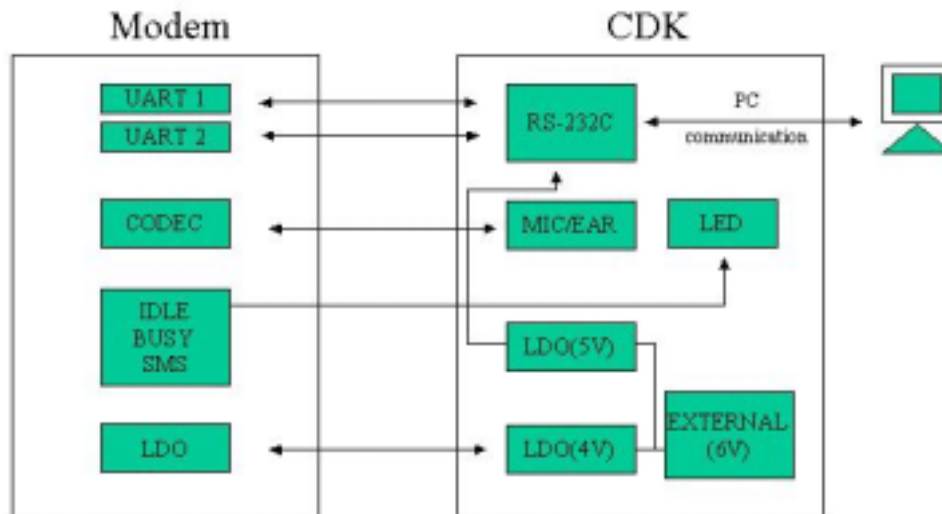 Modem
CDK
UART 1
UART 2
RS-232C
PC
communication
CODEC
MIC/EAR
LED
IDLE
BUSY
SMS
LDO(5V)
LDO
LDO(4V)
EXTERNAL
(6V)